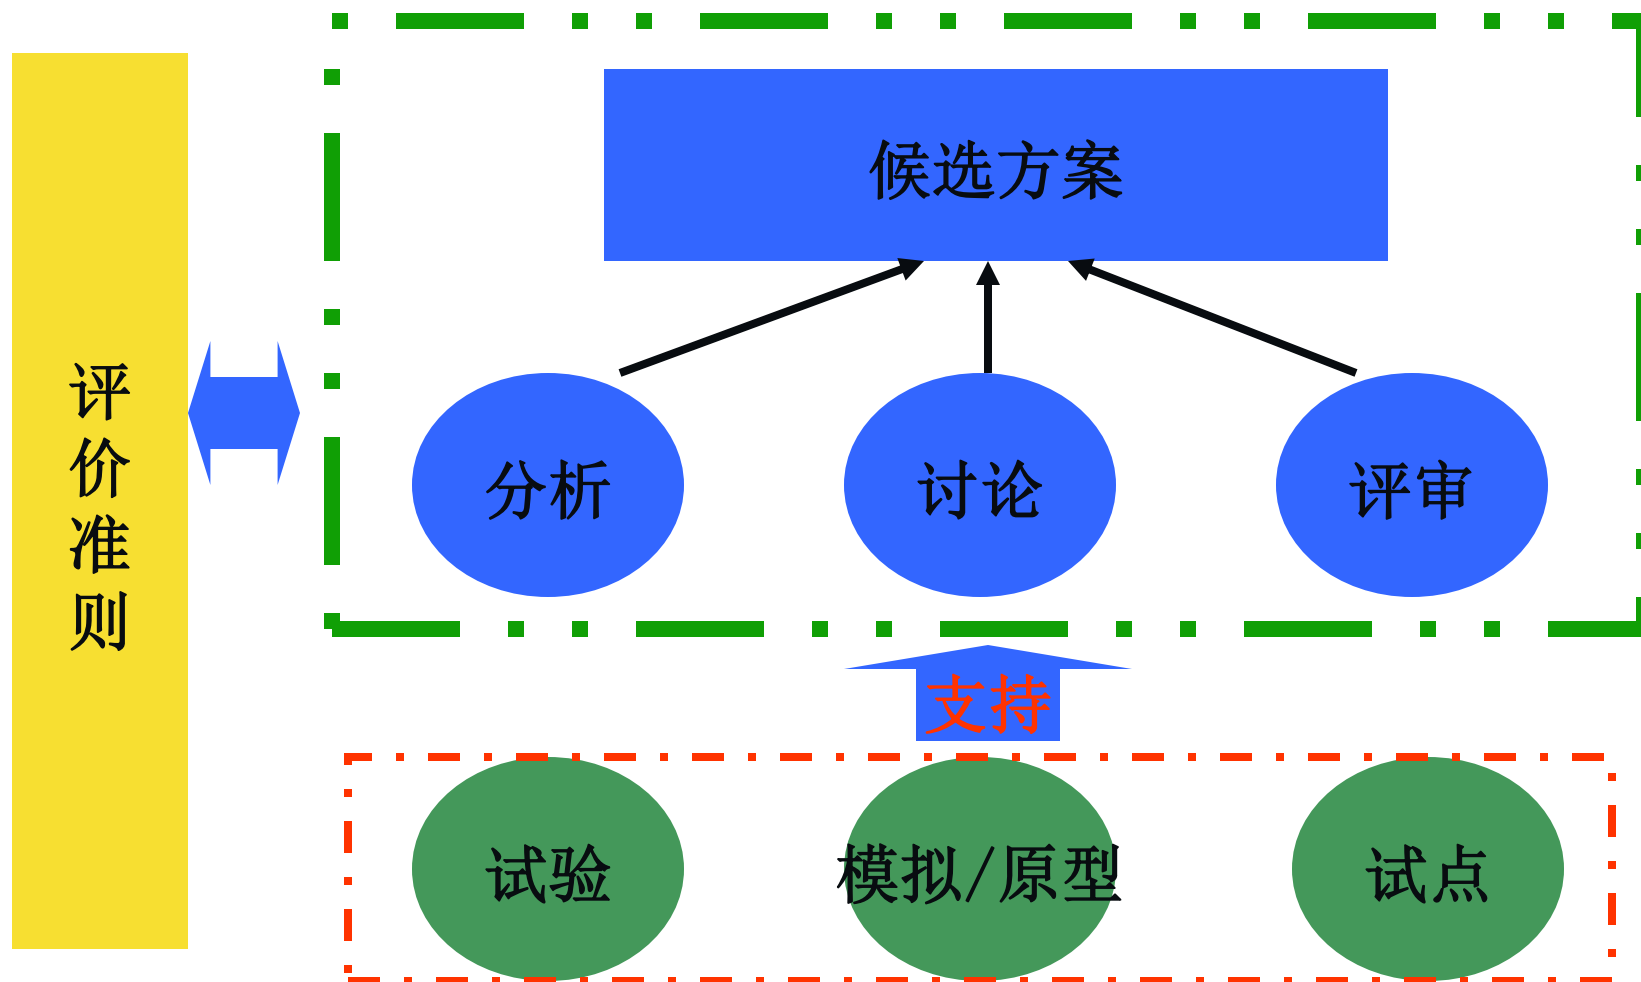 候选方案
评价准则
分析
讨论
评审
支持
试验
模拟/原型
试点